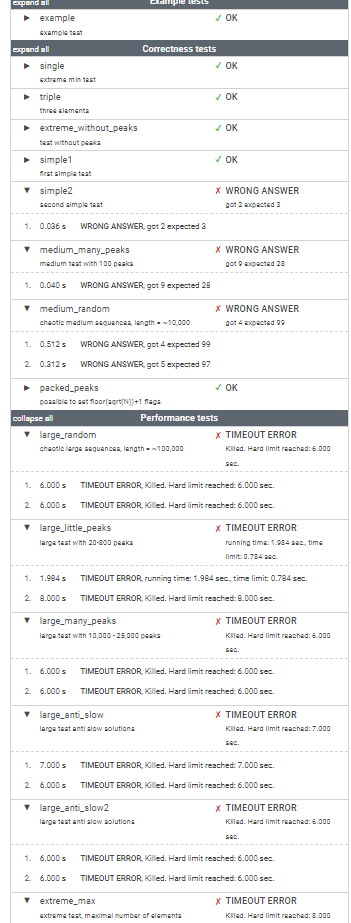 expand all Example tests
▶ example ✓ OK
example test
expand all Correctness tests
▶ single ✓ OK
extreme min test
▶ triple ✓ OK
three elements
▶ extreme_without_peaks ✓ OK
test without peaks
▶ simple1 ✓ OK
first simple test
▼ simple2 ✗ WRONG ANSWER
second simple test got 2 expected 3
1. 0.036 s WRONG ANSWER, got 2 expected 3
▼ medium_many_peaks ✗ WRONG ANSWER
medium test with 100 peaks got 9 expected 28
1. 0.040 s WRONG ANSWER, got 9 expected 28
▼ medium_random ✗ WRONG ANSWER
chaotic medium sequences, length = ~10,000 got 4 expected 99
1. 0.512 s WRONG ANSWER, got 4 expected 99
2. 0.312 s WRONG ANSWER, got 5 expected 97
▶ packed_peaks ✓ OK
possible to set floor(sqrt(N))+1 flags
collapse all Performance tests
▼ large_random ✗ TIMEOUT ERROR
chaotic large sequences, length = ~100,000 Killed. Hard limit reached: 6.000
sec.
1. 6.000 s TIMEOUT ERROR, Killed. Hard limit reached: 6.000 sec.
2. 6.000 s TIMEOUT ERROR, Killed. Hard limit reached: 6.000 sec.
▼ large_little_peaks ✗ TIMEOUT ERROR
large test with 20-800 peaks running time: 1.984 sec., time
limit: 0.784 sec.
1. 1.984 s TIMEOUT ERROR, running time: 1.984 sec., time limit: 0.784 sec.
2. 8.000 s TIMEOUT ERROR, Killed. Hard limit reached: 8.000 sec.
▼ large_many_peaks ✗ TIMEOUT ERROR
large test with 10,000 - 25,000 peaks Killed. Hard limit reached: 6.000
sec.
1. 6.000 s TIMEOUT ERROR, Killed. Hard limit reached: 6.000 sec.
2. 6.000 s TIMEOUT ERROR, Killed. Hard limit reached: 6.000 sec.
▼ large_anti_slow ✗ TIMEOUT ERROR
large test anti slow solutions Killed. Hard limit reached: 7.000
sec.
1. 7.000 s TIMEOUT ERROR, Killed. Hard limit reached: 7.000 sec.
2. 6.000 s TIMEOUT ERROR, Killed. Hard limit reached: 6.000 sec.
▼ large_anti_slow2 ✗ TIMEOUT ERROR
large test anti slow solutions Killed. Hard limit reached: 6.000
sec.
1. 6.000 s TIMEOUT ERROR, Killed. Hard limit reached: 6.000 sec.
2. 6.000 s TIMEOUT ERROR, Killed. Hard limit reached: 6.000 sec.
▼ extreme_max ✗ TIMEOUT ERROR
extreme test, maximal number of elements Killed. Hard limit reached: 8.000